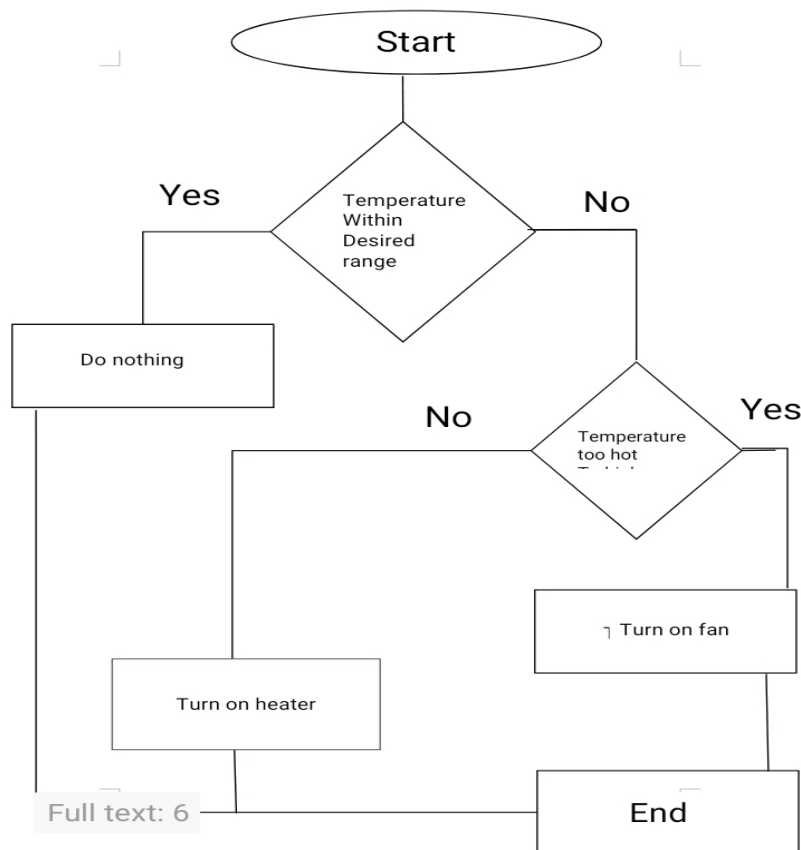 Start
Yes
No
Temperature
Within
Desired
range
Do nothing
No
Yes
Temperature
too hot
Turn on fan
Turn on heater
Full text: 6
End